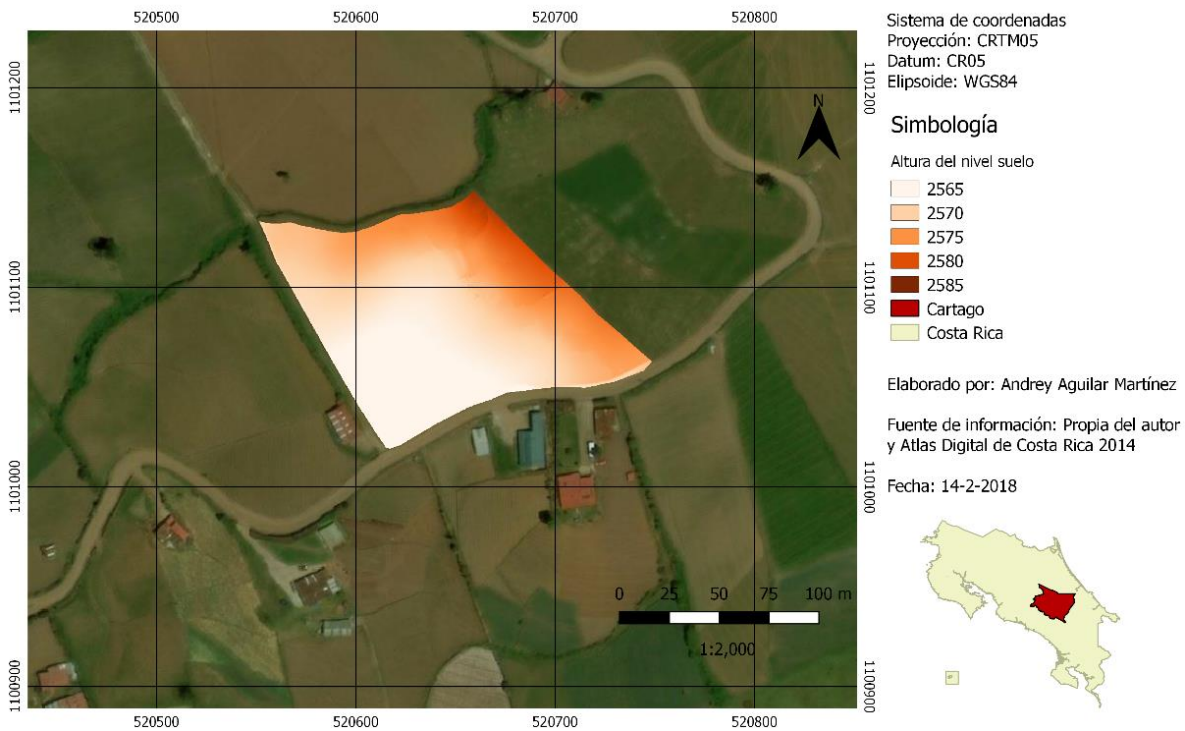 520500 520600 520700 520800
1101200 1101200
1101100 1101100
1101000 1101000
1100900 1100900
N
0 25 50 75 100 m
1:2,000
520500 520600 520700 520800
Sistema de coordenadas
Proyección: CRTM05
Datum: CR05
Elipsoide: WGS84
Simbología
Altura del nivel suelo
2565
2570
2575
2580
2585
Cartago
Costa Rica
Elaborado por: Andrey Aguilar Martínez
Fuente de información: Propia del autor
y Atlas Digital de Costa Rica 2014
Fecha: 14-2-2018